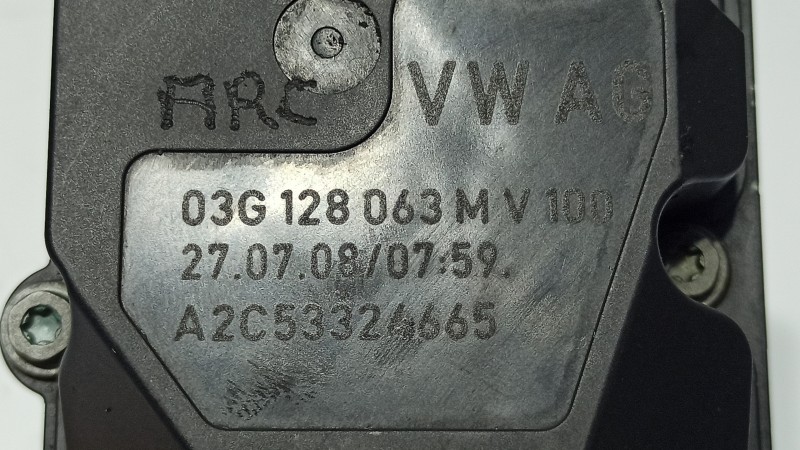 ARC VW AG
03G 128 063 M V 100
27.07.08/07:59.
A2C53324665